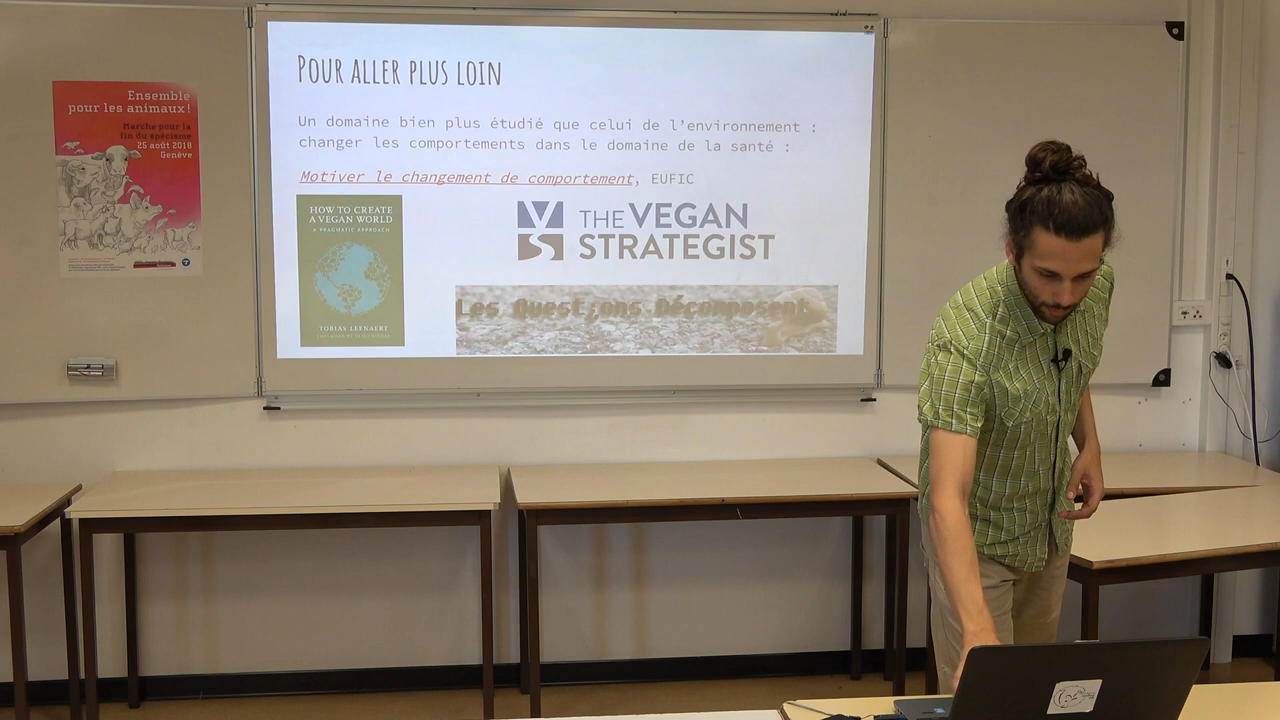 Ensemble
pour les animaux!
Marche pour la
fin du spécisme
25 août 2018
Genève
Pour aller plus loin
Un domaine bien plus étudié que celui de l'environnement :
changer les comportements dans le domaine de la santé :
Motiver le changement de comportement, EUFIC
HOW TO CREATE
A VEGAN WORLD
A PRAGMATIC APPROACH
TOBIAS LEENAERT
THE VEGAN
STRATEGIST
Les Quest;ons Décomposent